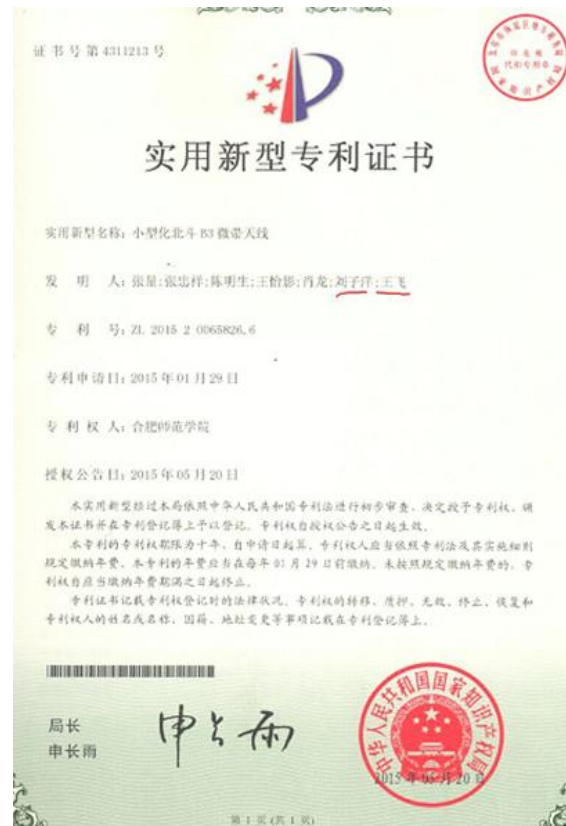 证书号第4311213号
实用新型专利证书
实用新型名称：小型化北斗B3微带天线
发 明 人：张量;张忠祥;陈明生;王怡影;肖龙;刘子洋;王飞
专 利 号：ZL 2015 2 0065826.6
专利申请日：2015年01月29日
专 利 权 人：合肥师范学院
授权公告日：2015年05月20日
本实用新型经过本局依照中华人民共和国专利法进行初步审查，决定授予专利权，颁
发本证书并在专利登记簿上予以登记。专利权自授权公告之日起生效。
本专利的专利权期限为十年，自申请日起算。专利权人应当依照专利法及其实施细则
规定缴纳年费。本专利的年费应当在每年01月29日前缴纳。未按照规定缴纳年费的，专
利权自应当缴纳年费期满之日起终止。
专利证书记载专利权登记时的法律状况。专利权的转移、质押、无效、终止、恢复和
专利权人的姓名或名称、国籍、地址变更等事项记载在专利登记簿上。
局长
申长雨
申长雨
中华人民共和国国家知识产权局
2015年05月20日
第1页(共1页)